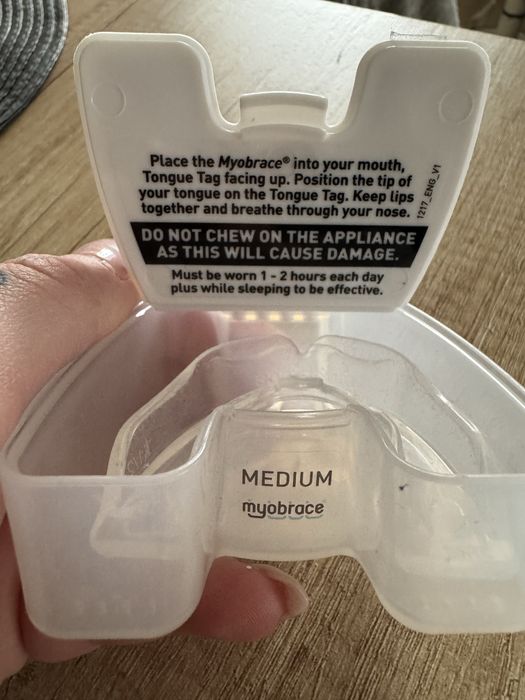 Place the Myobrace® into your mouth,
Tongue Tag facing up. Position the tip of
your tongue on the Tongue Tag. Keep lips
together and breathe through your nose.
1217_ENG_V1
DO NOT CHEW ON THE APPLIANCE
AS THIS WILL CAUSE DAMAGE.
Must be worn 1 - 2 hours each day
plus while sleeping to be effective.
MEDIUM
myobrace